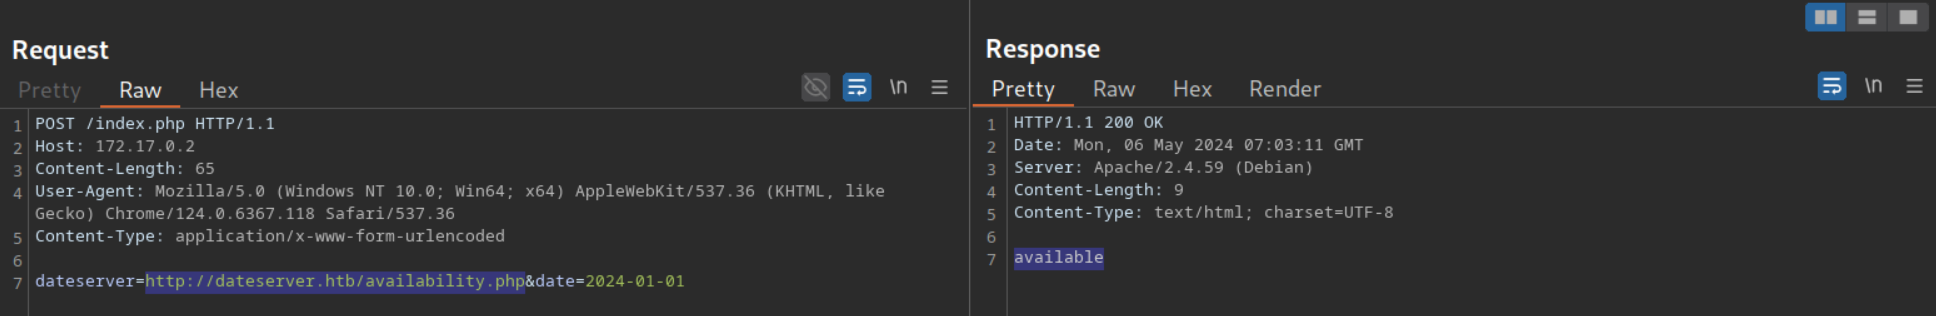 Request
Pretty Raw Hex
\n
1 POST /index.php HTTP/1.1
2 Host: 172.17.0.2
3 Content-Length: 65
4 User-Agent: Mozilla/5.0 (Windows NT 10.0; Win64; x64) AppleWebKit/537.36 (KHTML, like
Gecko) Chrome/124.0.6367.118 Safari/537.36
5 Content-Type: application/x-www-form-urlencoded
6
7 dateserver=http://dateserver.htb/availability.php&date=2024-01-01
Response
Pretty Raw Hex Render
\n
1 HTTP/1.1 200 OK
2 Date: Mon, 06 May 2024 07:03:11 GMT
3 Server: Apache/2.4.59 (Debian)
4 Content-Length: 9
5 Content-Type: text/html; charset=UTF-8
6
7 available